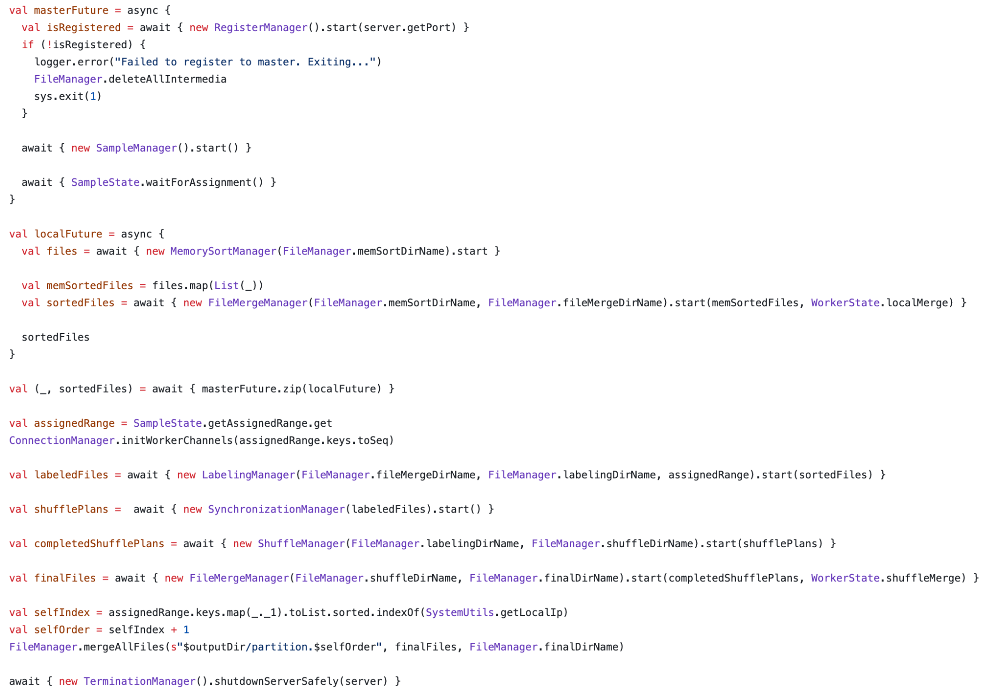 val masterFuture = async {
  val isRegistered = await { new RegisterManager().start(server.getPort) }
  if (!isRegistered) {
    logger.error("Failed to register to master. Exiting...")
    FileManager.deleteAllIntermedia
    sys.exit(1)
  }

  await { new SampleManager().start() }

  await { SampleState.waitForAssignment() }
}

val localFuture = async {
  val files = await { new MemorySortManager(FileManager.memSortDirName).start }

  val memSortedFiles = files.map(List(_))
  val sortedFiles = await { new FileMergeManager(FileManager.memSortDirName, FileManager.fileMergeDirName).start(memSortedFiles, WorkerState.localMerge) }

  sortedFiles
}

val (_, sortedFiles) = await { masterFuture.zip(localFuture) }

val assignedRange = SampleState.getAssignedRange.get
ConnectionManager.initWorkerChannels(assignedRange.keys.toSeq)

val labeledFiles = await { new LabelingManager(FileManager.fileMergeDirName, FileManager.labelingDirName, assignedRange).start(sortedFiles) }

val shufflePlans =  await { new SynchronizationManager(labeledFiles).start() }

val completedShufflePlans = await { new ShuffleManager(FileManager.labelingDirName, FileManager.shuffleDirName).start(shufflePlans) }

val finalFiles = await { new FileMergeManager(FileManager.shuffleDirName, FileManager.finalDirName).start(completedShufflePlans, WorkerState.shuffleMerge) }

val selfIndex = assignedRange.keys.map(_._1).toList.sorted.indexOf(SystemUtils.getLocalIp)
val selfOrder = selfIndex + 1
FileManager.mergeAllFiles(s"$outputDir/partition.$selfOrder", finalFiles, FileManager.finalDirName)

await { new TerminationManager().shutdownServerSafely(server) }